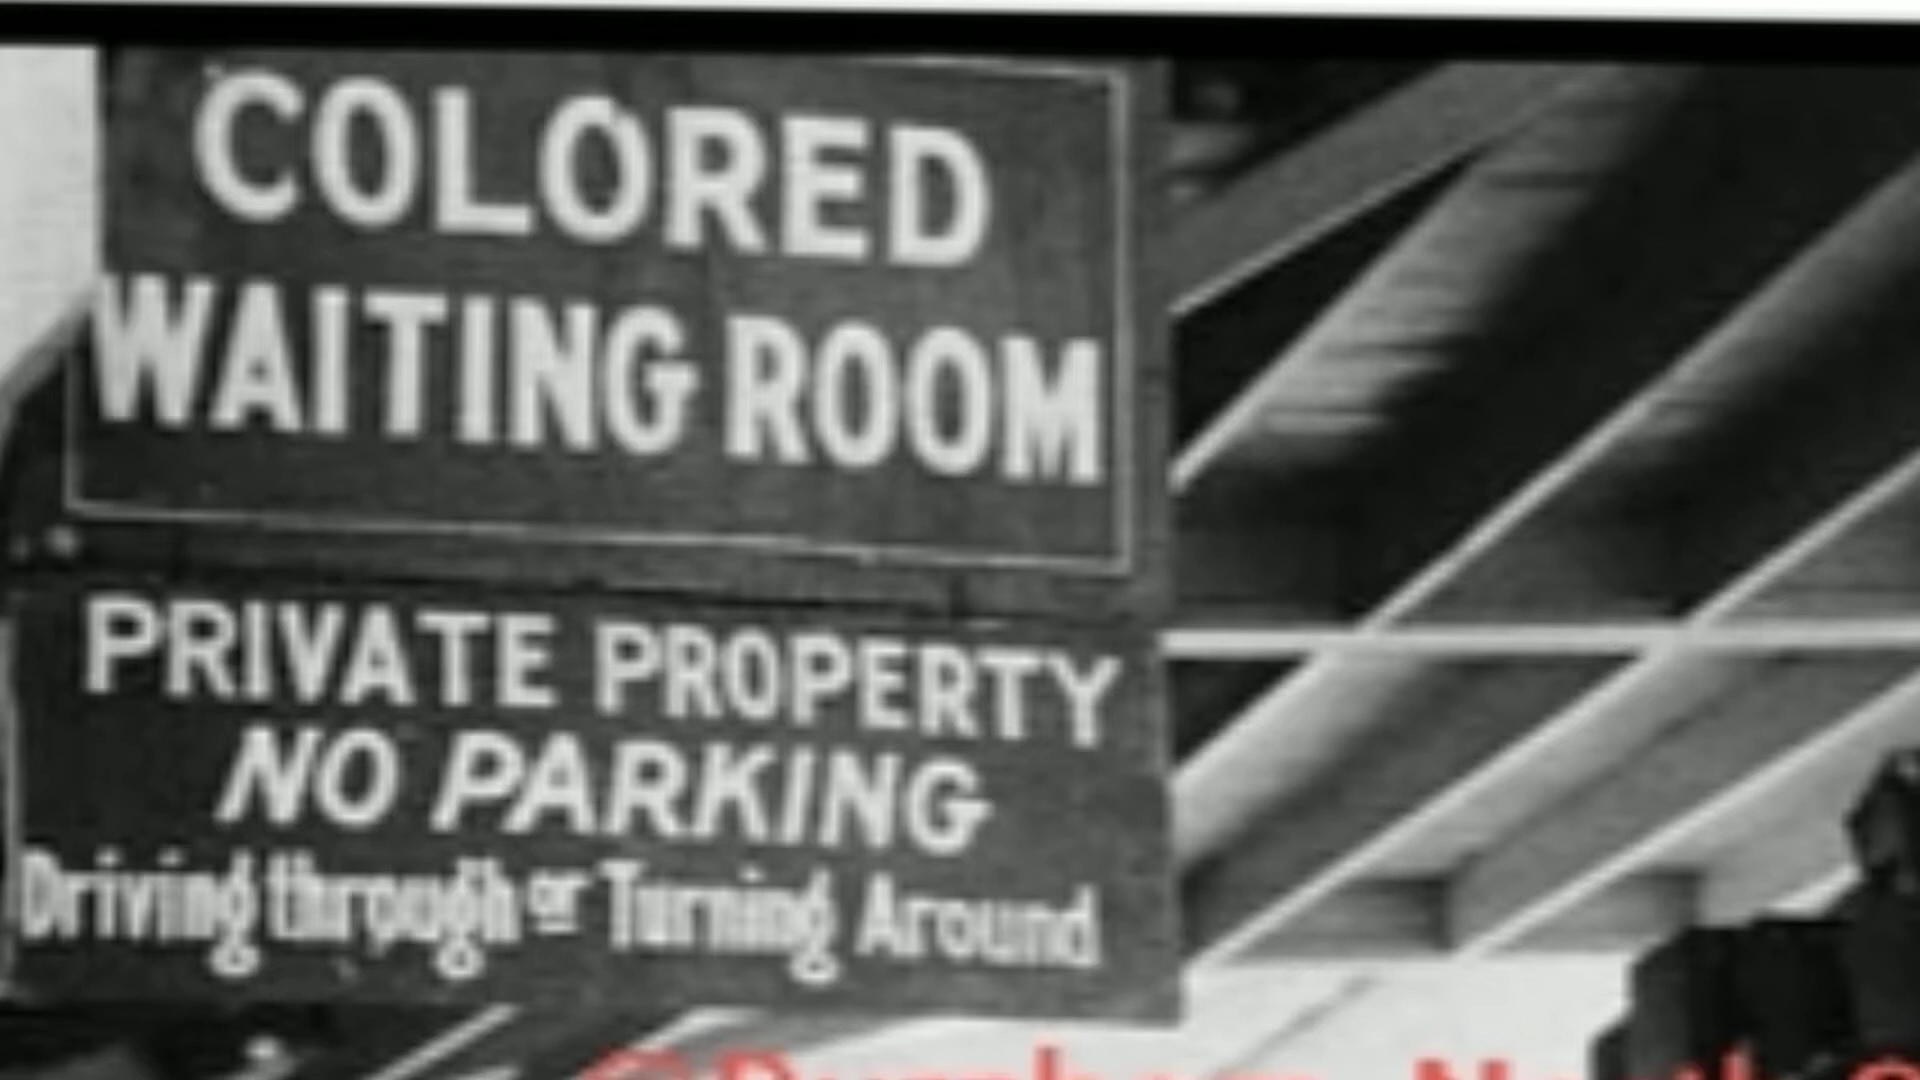 COLORED
WAITING ROOM
PRIVATE PROPERTY
NO PARKING
Driving through or Turning Around